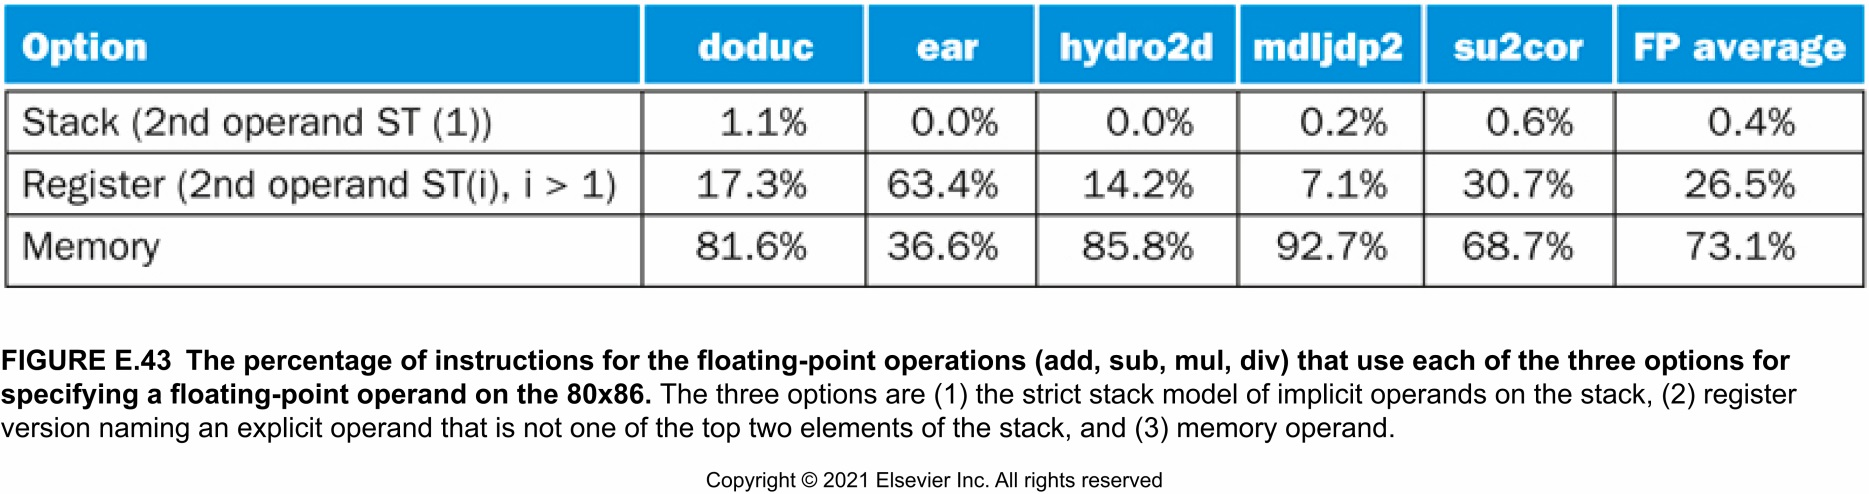 Option doduc ear hydro2d mdljdp2 su2cor FP average
Stack (2nd operand ST (1)) 1.1% 0.0% 0.0% 0.2% 0.6% 0.4%
Register (2nd operand ST(i), i > 1) 17.3% 63.4% 14.2% 7.1% 30.7% 26.5%
Memory 81.6% 36.6% 85.8% 92.7% 68.7% 73.1%
FIGURE E.43 The percentage of instructions for the floating-point operations (add, sub, mul, div) that use each of the three options for
specifying a floating-point operand on the 80x86. The three options are (1) the strict stack model of implicit operands on the stack, (2) register
version naming an explicit operand that is not one of the top two elements of the stack, and (3) memory operand.
Copyright © 2021 Elsevier Inc. All rights reserved